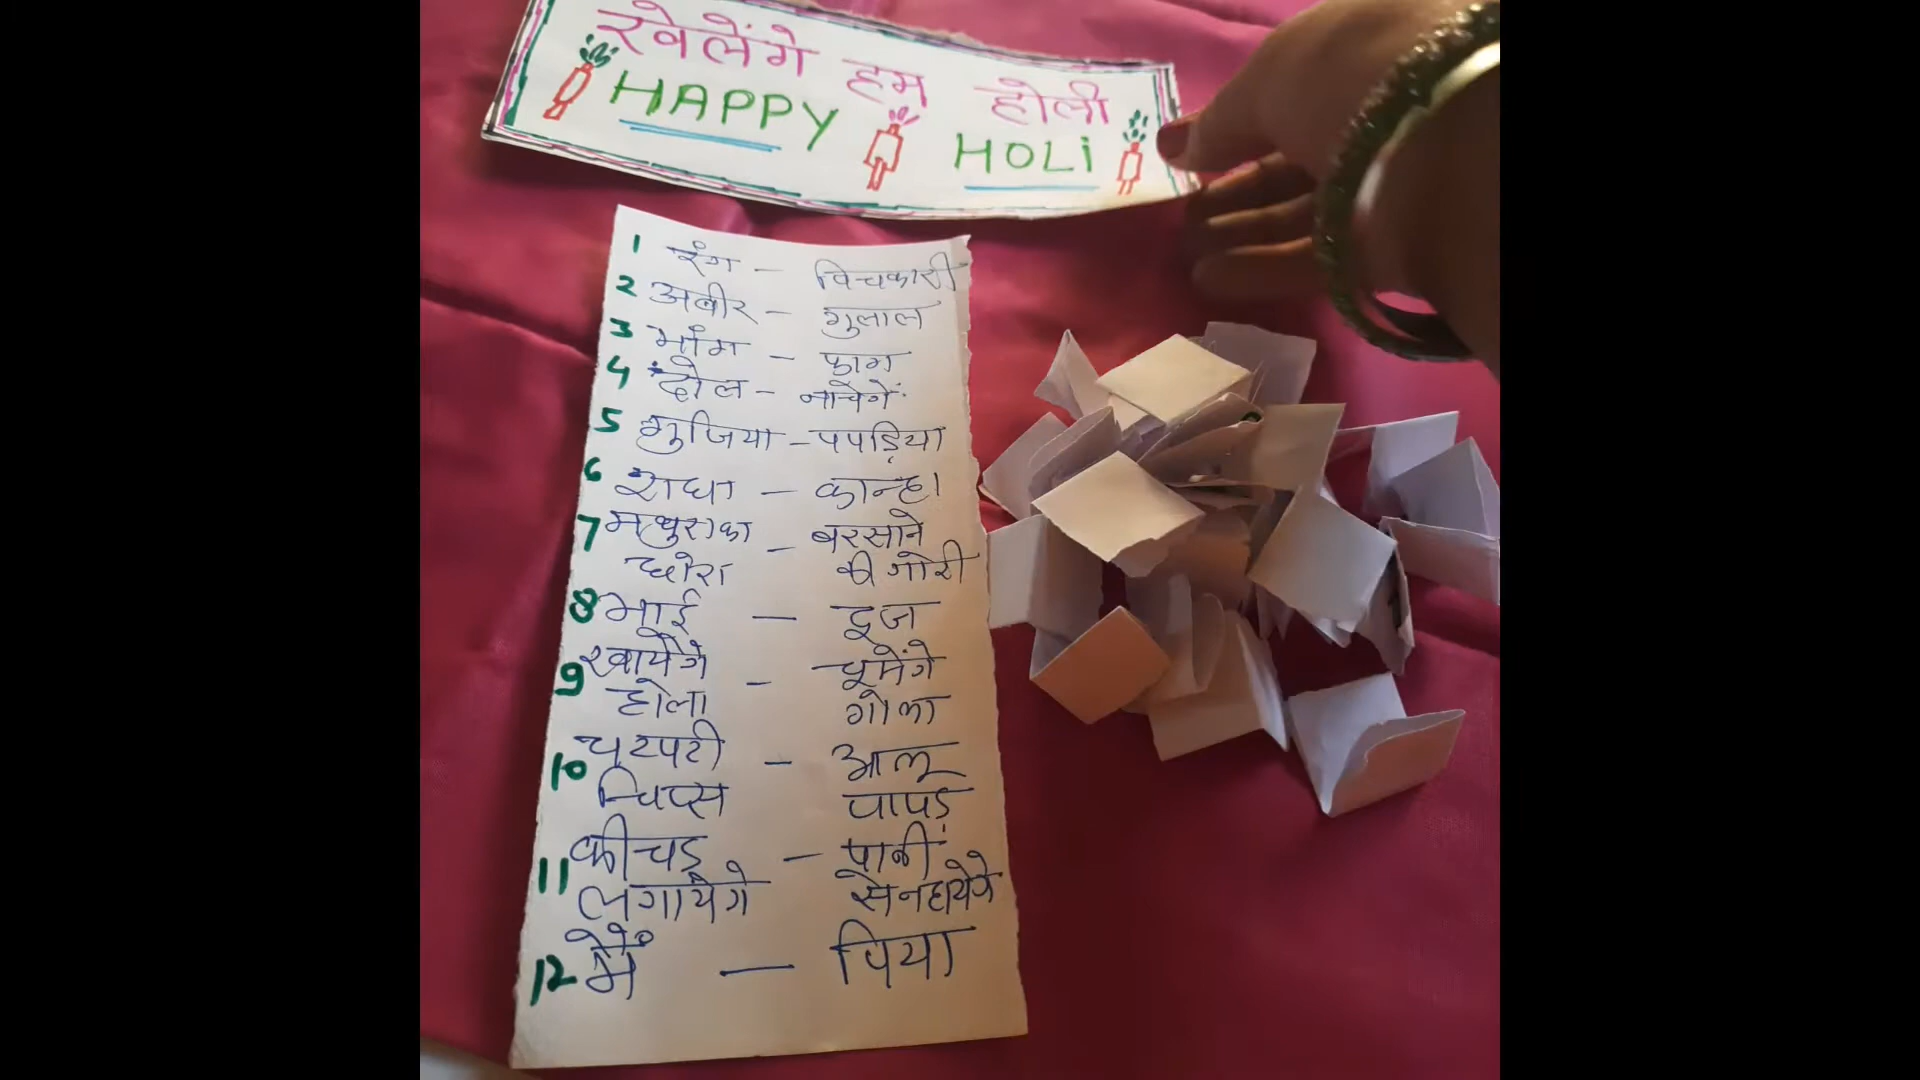 खेलेंगे हम होली
HAPPY HOLi
1 रंग - पिचकारी
2 अबीर - गुलाल
3 भांग - फाग
4 ढोल - नाचेगें
5 गुजिया - पपड़िया
6 राधा - कान्हा
7 मथुरा का - बरसाने
छोरा की गोरी
8 भाई - दूज
9 खायेंगे - घूमेंगे
होला गोला
10 चटपटी - आलू
चिप्स पापड़
11 कीचड़ - पानी
लगायेगे से नहायेगे
12 मैं - पिया